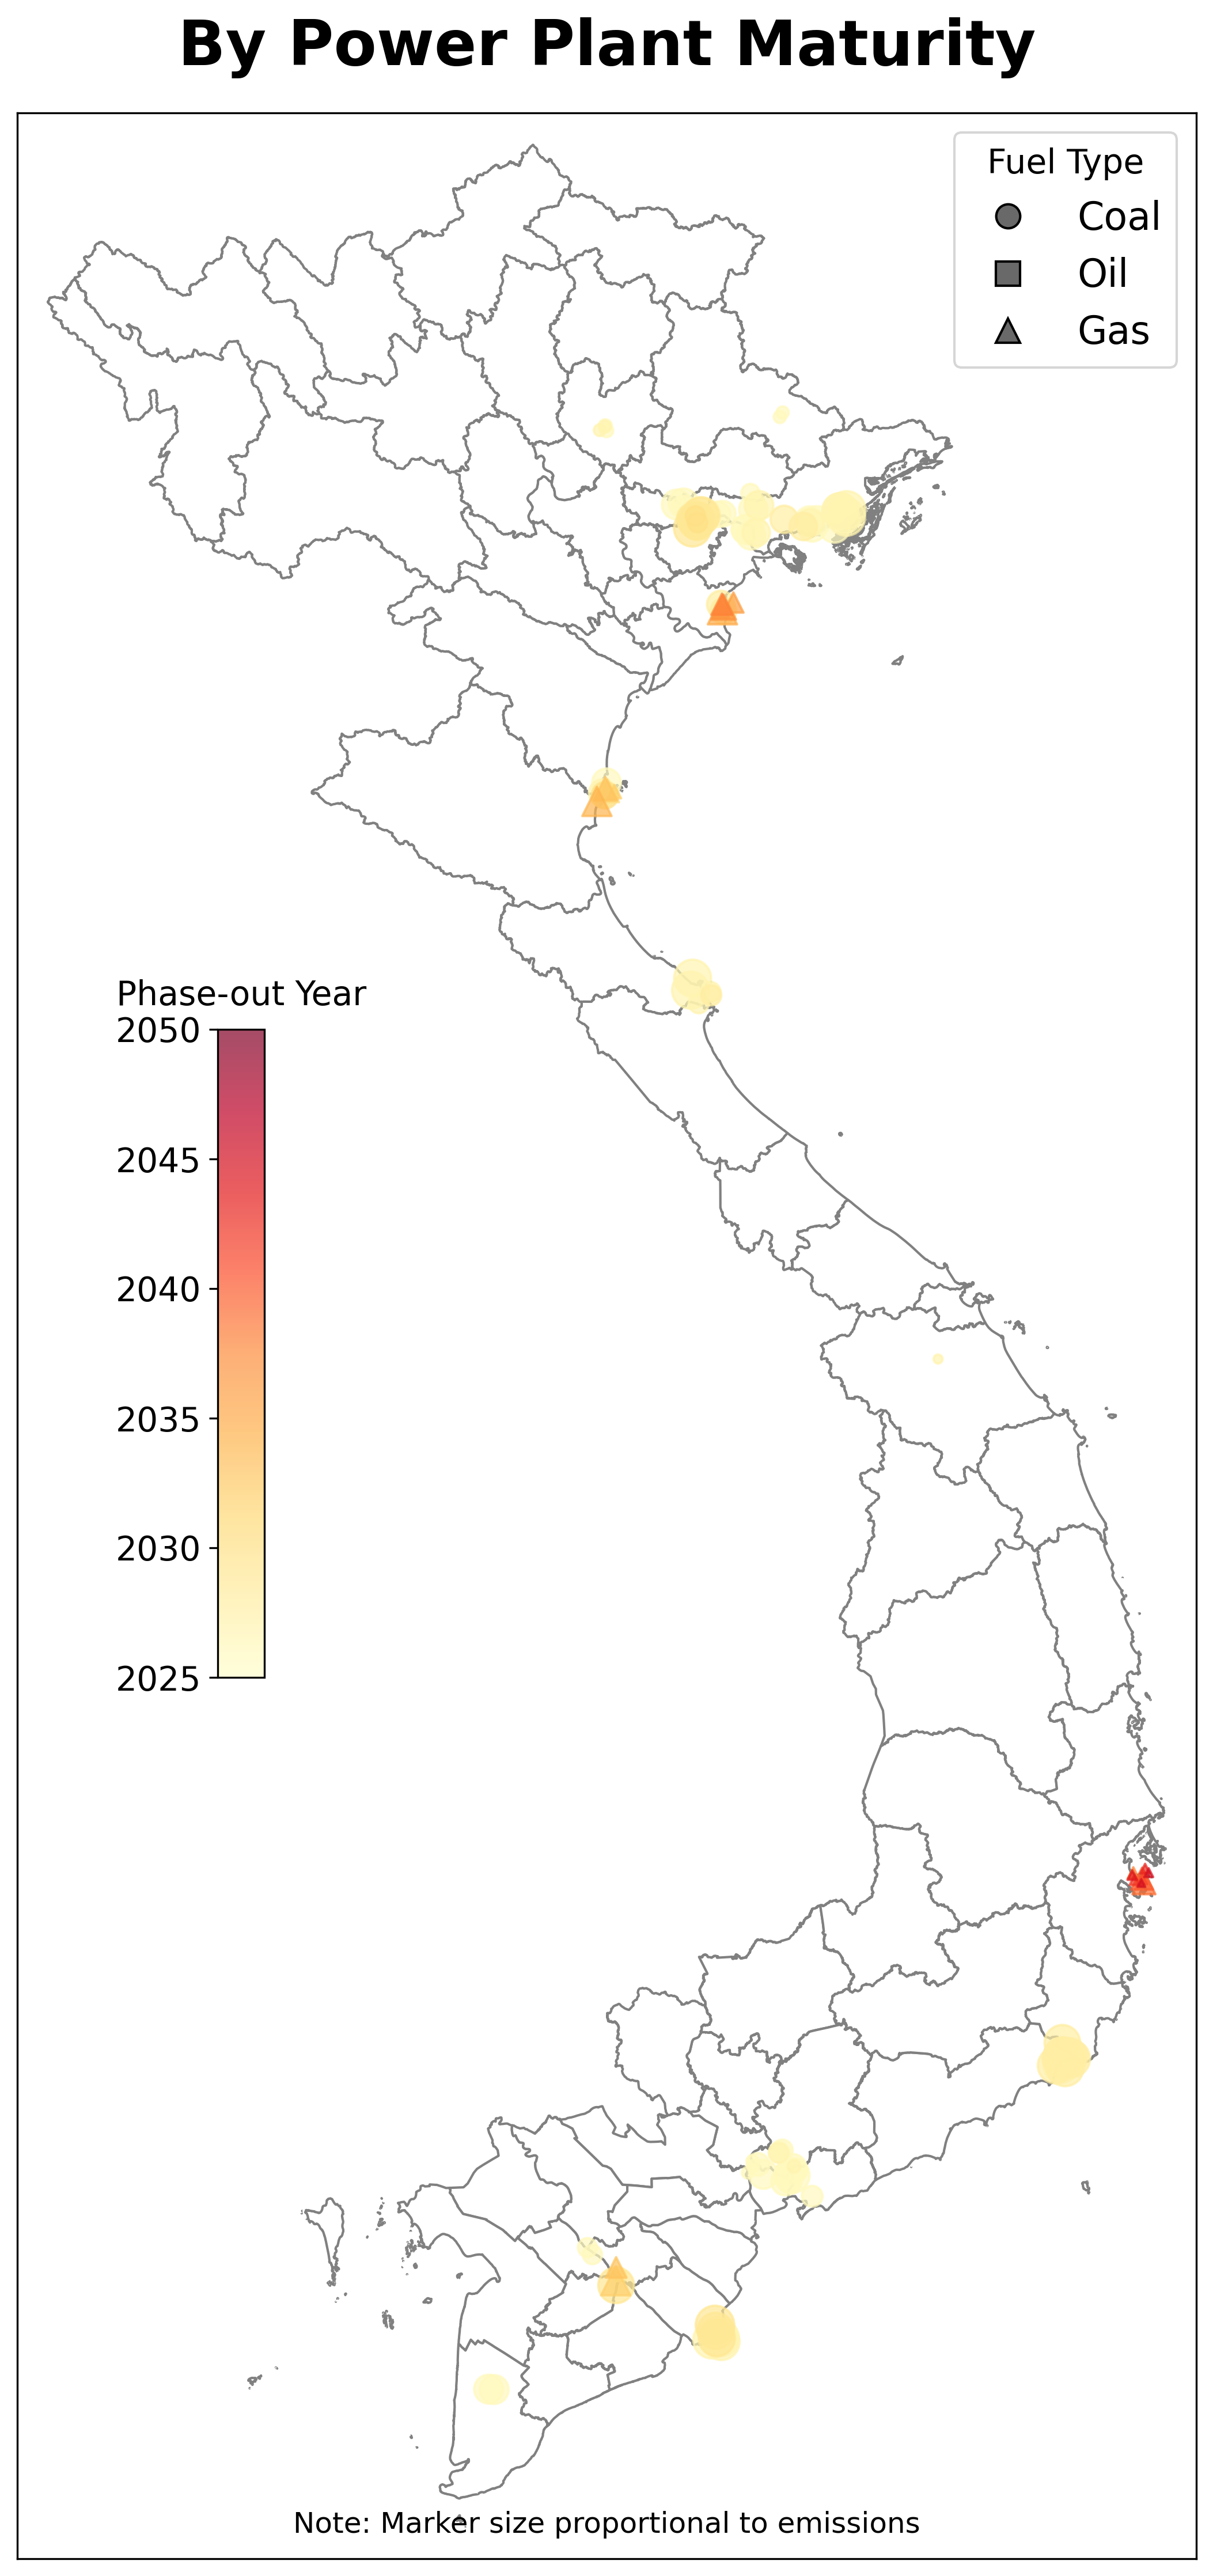 By Power Plant Maturity
Fuel Type
Coal
Oil
Gas
Phase-out Year
2050
2045
2040
2035
2030
2025
Note: Marker size proportional to emissions